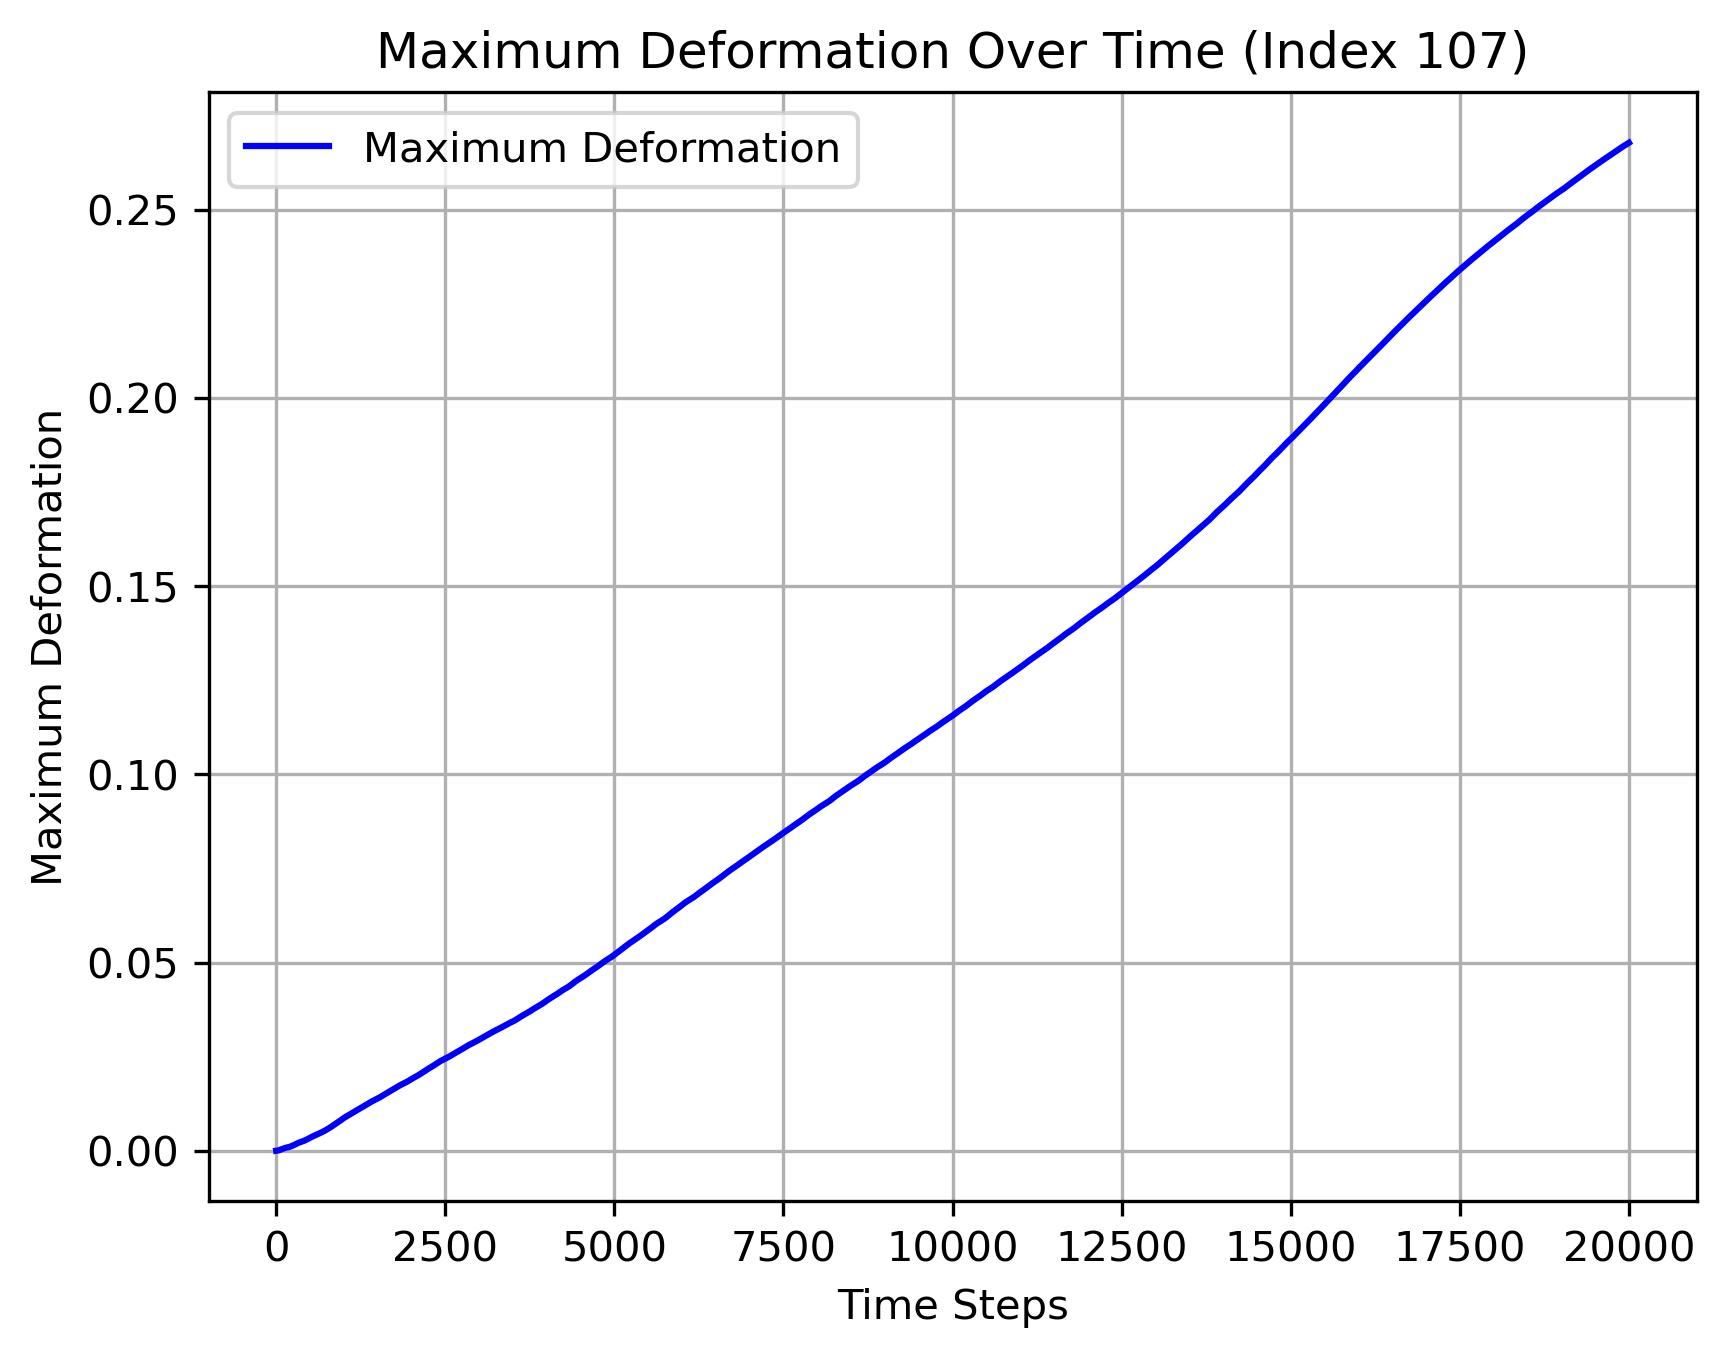 Maximum Deformation Over Time (Index 107)
Maximum Deformation
Maximum Deformation
0.25
0.20
0.15
0.10
0.05
0.00
0 2500 5000 7500 10000 12500 15000 17500 20000
Time Steps